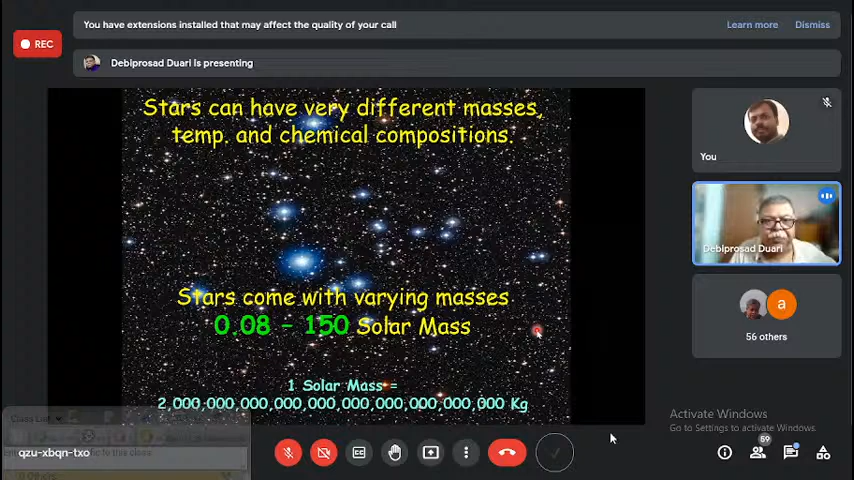 You have extensions installed that may affect the quality of your call
Learn more
Dismiss
REC
Debiprosad Duari is presenting
Stars can have very different masses,
temp. and chemical compositions.
You
Debiprosad Duari
Stars come with varying masses
0.08 - 150 Solar Mass
a
56 others
1 Solar Mass =
2,000,000,000,000,000,000,000,000,000,000 Kg
Activate Windows
Go to Settings to activate Windows.
Class List
qzu-xbqn-txo
59